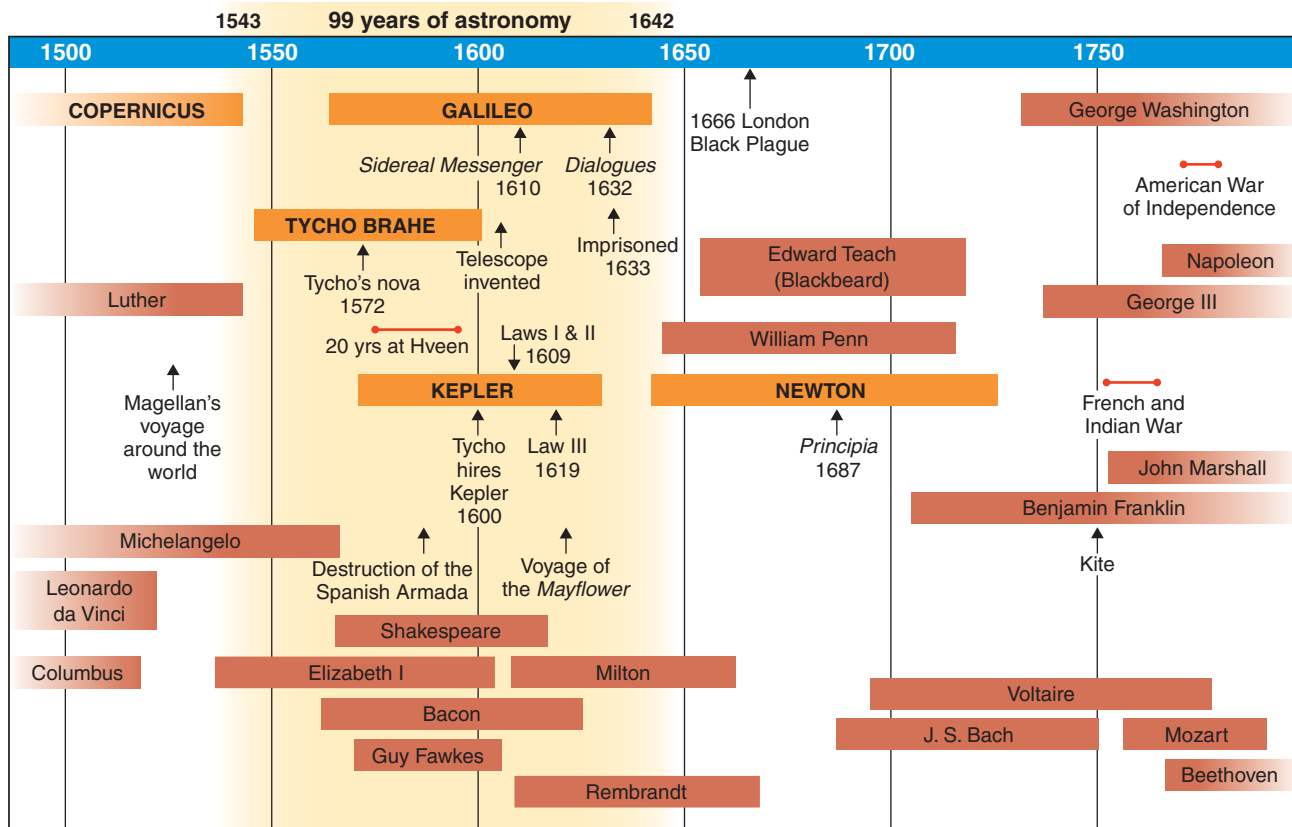 1543 99 years of astronomy 1642
1500 1550 1600 1650 1700 1750
COPERNICUS
GALILEO
George Washington
1666 London
Black Plague
Sidereal Messenger
1610
Dialogues
1632
American War
of Independence
TYCHO BRAHE
Tycho's nova
1572
Telescope
invented
Imprisoned
1633
Edward Teach
(Blackbeard)
Napoleon
Luther
George III
20 yrs at Hveen
Laws I & II
1609
William Penn
KEPLER
NEWTON
Magellan's
voyage
around the
world
Tycho
hires
Kepler
1600
Law III
1619
Principia
1687
French and
Indian War
John Marshall
Benjamin Franklin
Michelangelo
Destruction of the
Spanish Armada
Voyage of
the Mayflower
Kite
Leonardo
da Vinci
Shakespeare
Columbus
Elizabeth I
Milton
Voltaire
Bacon
J. S. Bach
Mozart
Guy Fawkes
Beethoven
Rembrandt